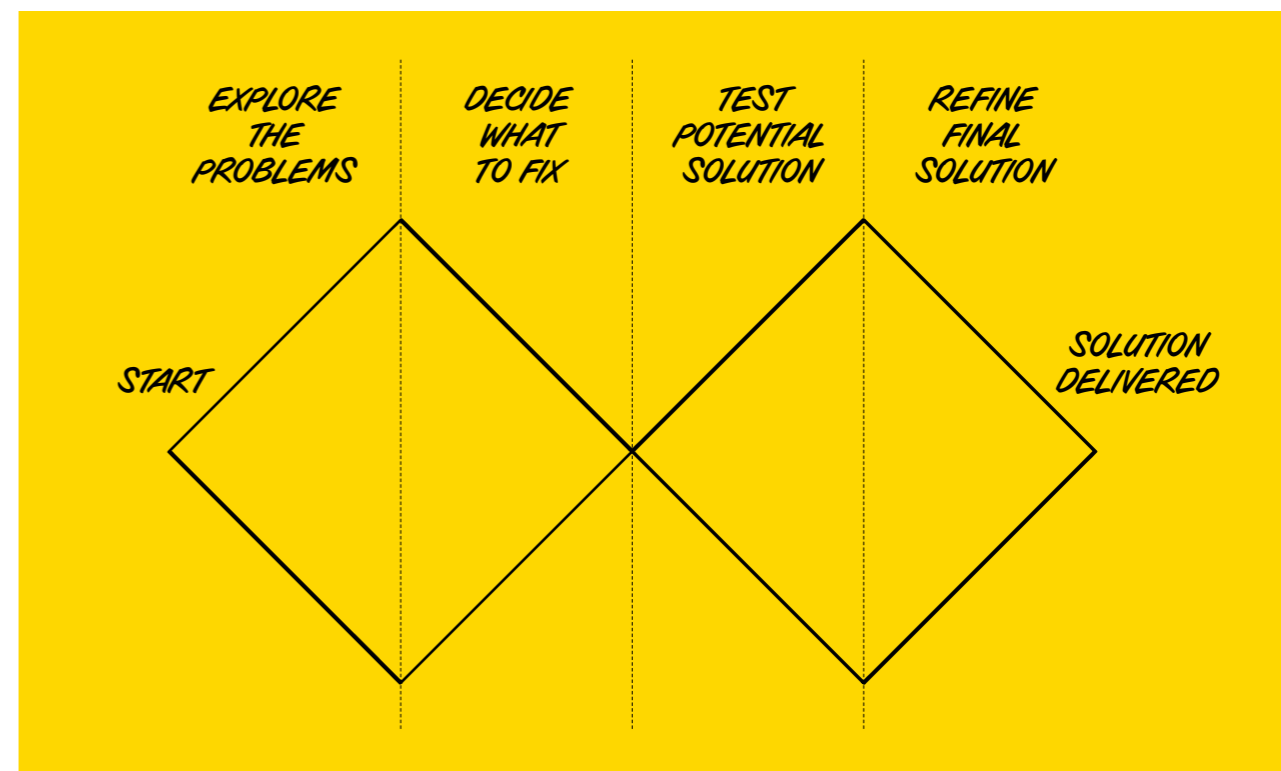 EXPLORE
THE
PROBLEMS
DECIDE
WHAT
TO FIX
TEST
POTENTIAL
SOLUTION
REFINE
FINAL
SOLUTION
START
SOLUTION
DELIVERED